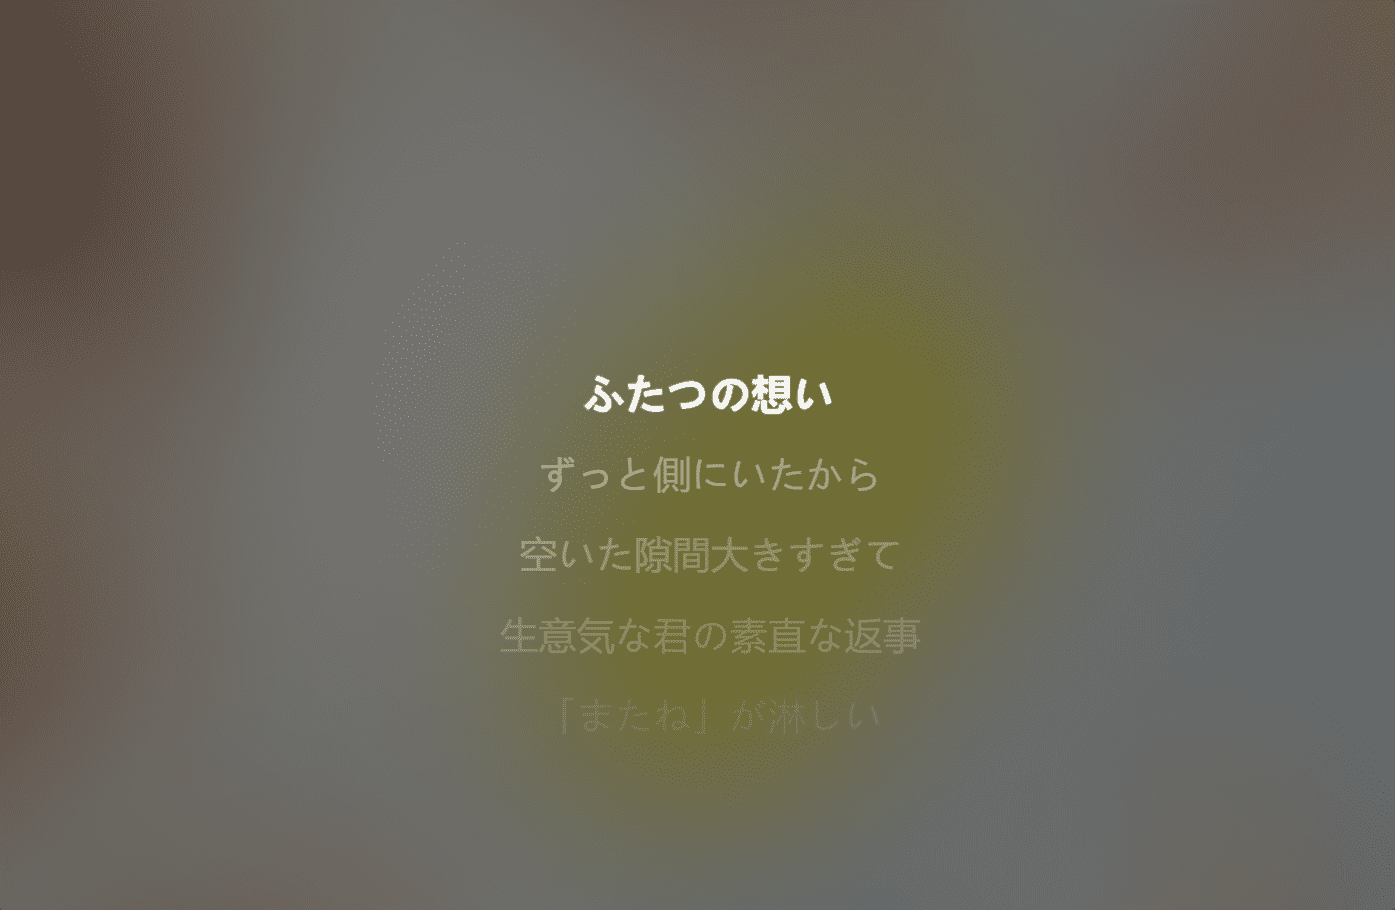 ふたつの想い
ずっと側にいたから
空いた隙間大きすぎて
生意気な君の素直な返事
「またね」が淋しい